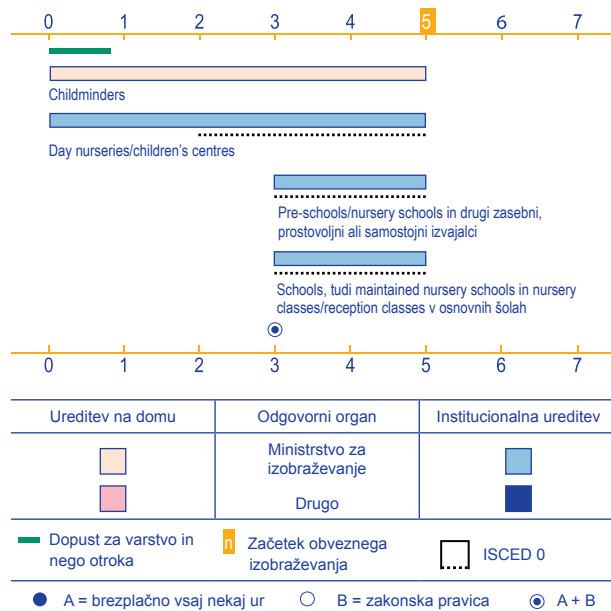 0 1 2 3 4 5 6 7
Childminders
Day nurseries/children's centres
Pre-schools/nursery schools in drugi zasebni,
prostovoljni ali samostojni izvajalci
Schools, tudi maintained nursery schools in nursery
classes/reception classes v osnovnih šolah
0 1 2 3 4 5 6 7
Ureditev na domu Odgovorni organ Institucionalna ureditev
Ministrstvo za
izobraževanje
Drugo
Dopust za varstvo in
nego otroka
n Začetek obveznega
izobraževanja
ISCED 0
A = brezplačno vsaj nekaj ur B = zakonska pravica A + B